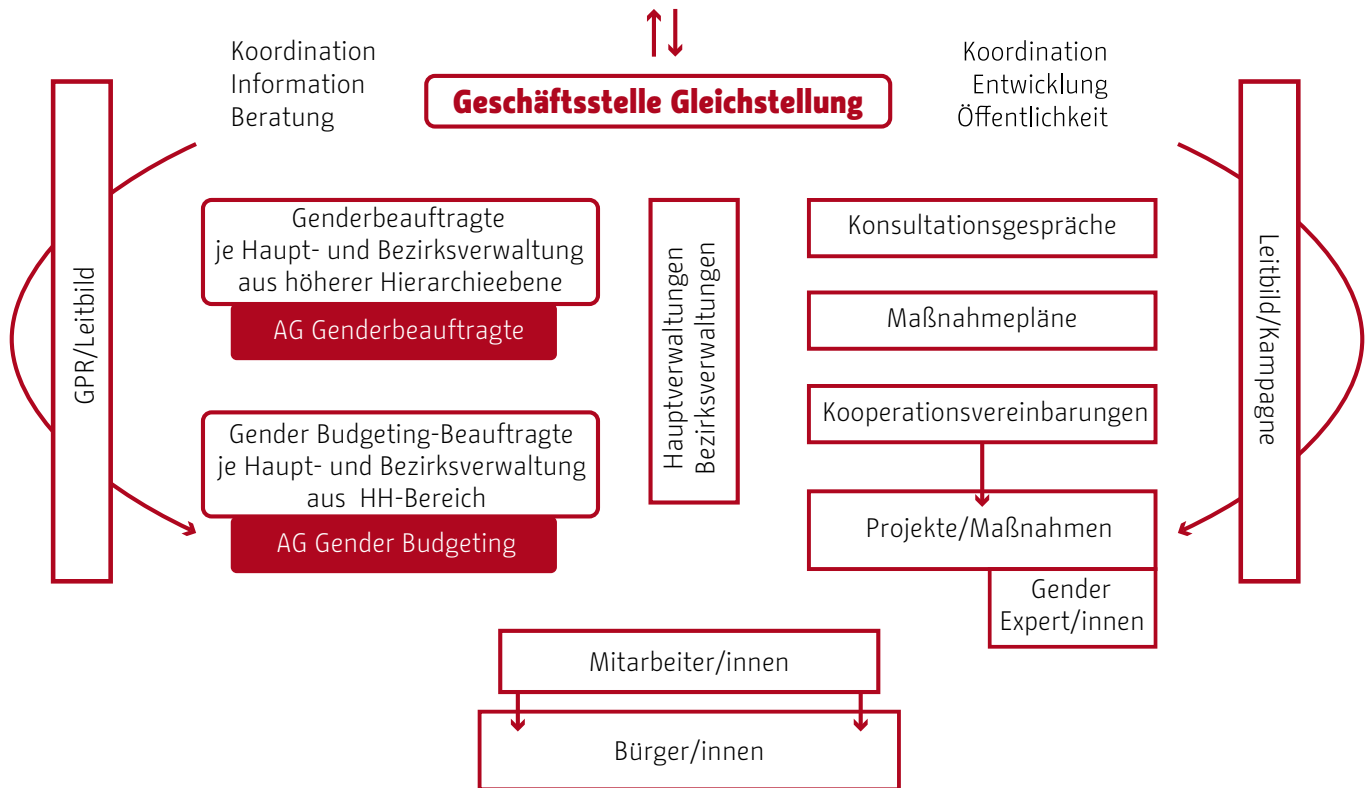 Koordination
Information
Beratung
Geschäftsstelle Gleichstellung
Koordination
Entwicklung
Öffentlichkeit
GPR/Leitbild
Genderbeauftragte
je Haupt- und Bezirksverwaltung
aus höherer Hierarchieebene
AG Genderbeauftragte
Gender Budgeting-Beauftragte
je Haupt- und Bezirksverwaltung
aus HH-Bereich
AG Gender Budgeting
Hauptverwaltungen
Bezirksverwaltungen
Konsultationsgespräche
Maßnahmepläne
Kooperationsvereinbarungen
Projekte/Maßnahmen
Gender
Expert/innen
Leitbild/Kampagne
Mitarbeiter/innen
Bürger/innen